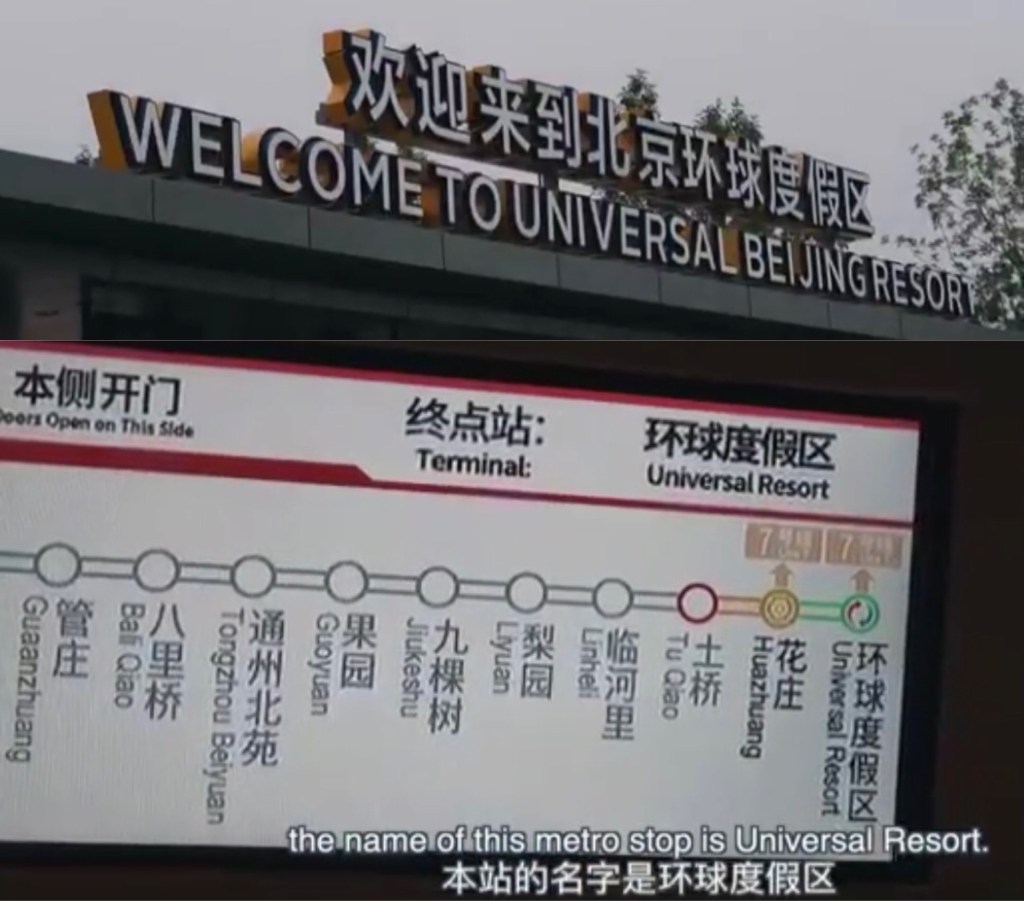 欢迎来到北京环球度假区
WELCOME TO UNIVERSAL BEIJING RESORT
本侧开门
Doors Open on This Side
终点站：
Terminal:
环球度假区
Universal Resort
7
7
管庄
Guanzhuang
八里桥
Bali Qiao
通州北苑
Tongzhou Beiyuan
果园
Guoyuan
九棵树
Jiukeshu
梨园
Liyuan
临河里
Linheli
土桥
Tu Qiao
花庄
Huazhuang
环球度假区
Universal Resort
the name of this metro stop is Universal Resort.
本站的名字是环球度假区